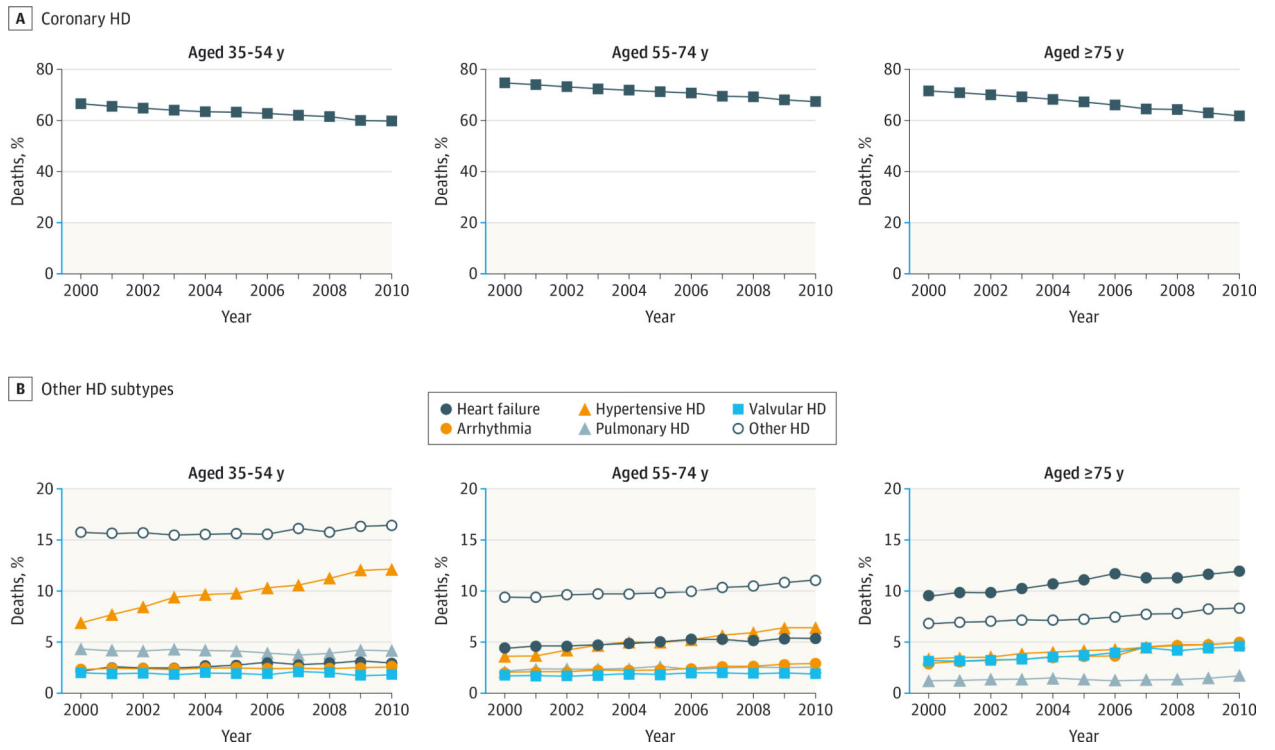 A Coronary HD
Aged 35-54 y
80
60
40
20
0
Deaths, %
2000 2002 2004 2006 2008 2010
Year
Aged 55-74 y
80
60
40
20
0
Deaths, %
2000 2002 2004 2006 2008 2010
Year
Aged ≥75 y
80
60
40
20
0
Deaths, %
2000 2002 2004 2006 2008 2010
Year
B Other HD subtypes
Heart failure Hypertensive HD Valvular HD
Arrhythmia Pulmonary HD Other HD
Aged 35-54 y
20
15
10
5
0
Deaths, %
2000 2002 2004 2006 2008 2010
Year
Aged 55-74 y
20
15
10
5
0
Deaths, %
2000 2002 2004 2006 2008 2010
Year
Aged ≥75 y
20
15
10
5
0
Deaths, %
2000 2002 2004 2006 2008 2010
Year